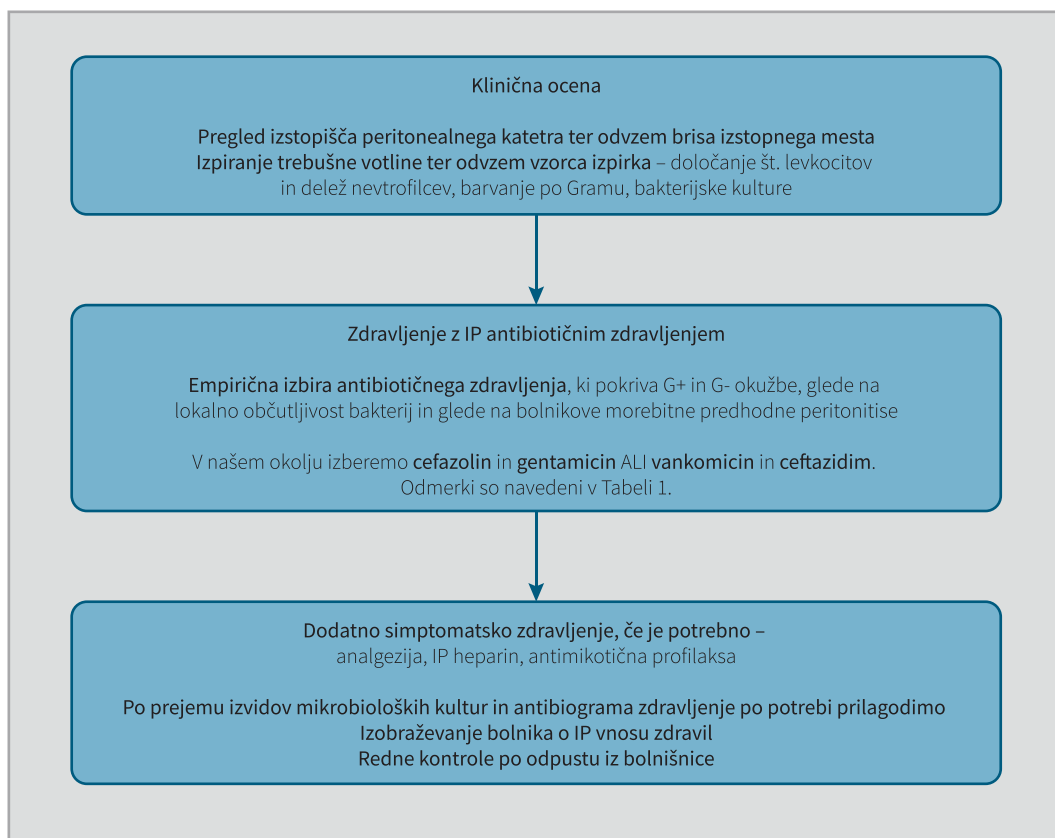 Klinična ocena
Pregled izstopišča peritonealnega katetra ter odvzem brisa izstopnega mesta
Izpiranje trebušne votline ter odvzem vzorca izpirka – določanje št. levkocitov
in delež nevtrofilcev, barvanje po Gramu, bakterijske kulture
Zdravljenje z IP antibiotičnim zdravljenjem
Empirična izbira antibiotičnega zdravljenja, ki pokriva G+ in G- okužbe, glede na
lokalno občutljivost bakterij in glede na bolnikove morebitne predhodne peritonitise
V našem okolju izberemo cefazolin in gentamicin ALI vankomicin in ceftazidim.
Odmerki so navedeni v Tabeli 1.
Dodatno simptomatsko zdravljenje, če je potrebno –
analgezija, IP heparin, antimikotična profilaksa
Po prejemu izvidov mikrobioloških kultur in antibiograma zdravljenje po potrebi prilagodimo
Izobraževanje bolnika o IP vnosu zdravil
Redne kontrole po odpustu iz bolnišnice